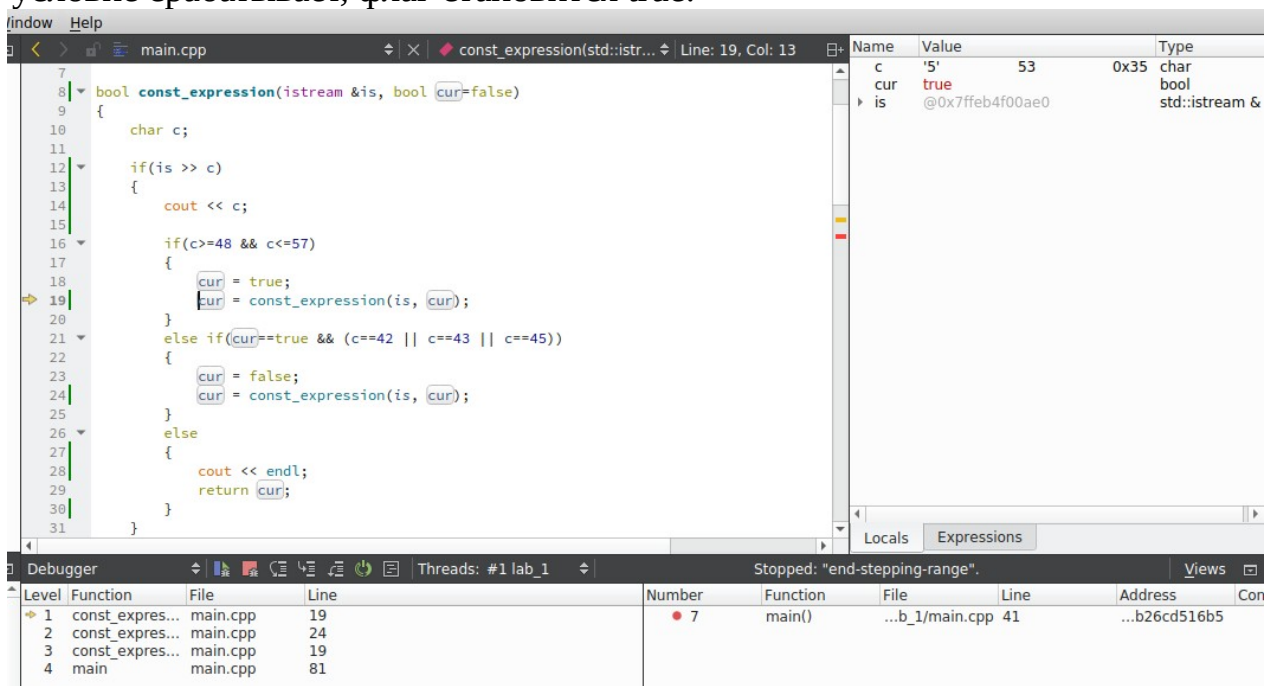 условие срабатывает, флаг становится true.
Window Help
main.cpp const_expression(std::istr... Line: 19, Col: 13
7
8 bool const_expression(istream &is, bool cur=false)
9 {
10 char c;
11
12 if(is >> c)
13 {
14 cout << c;
15
16 if(c>=48 && c<=57)
17 {
18 cur = true;
19 cur = const_expression(is, cur);
20 }
21 else if(cur==true && (c==42 || c==43 || c==45))
22 {
23 cur = false;
24 cur = const_expression(is, cur);
25 }
26 else
27 {
28 cout << endl;
29 return cur;
30 }
31 }
Name Value Type
c '5' 53 0x35 char
cur true bool
is @0x7ffeb4f00ae0 std::istream &
Locals Expressions
Debugger Threads: #1 lab_1 Stopped: "end-stepping-range". Views
Level Function File Line
1 const_expres... main.cpp 19
2 const_expres... main.cpp 24
3 const_expres... main.cpp 19
4 main main.cpp 81
Number Function File Line Address Con
7 main() ...b_1/main.cpp 41 ...b26cd516b5